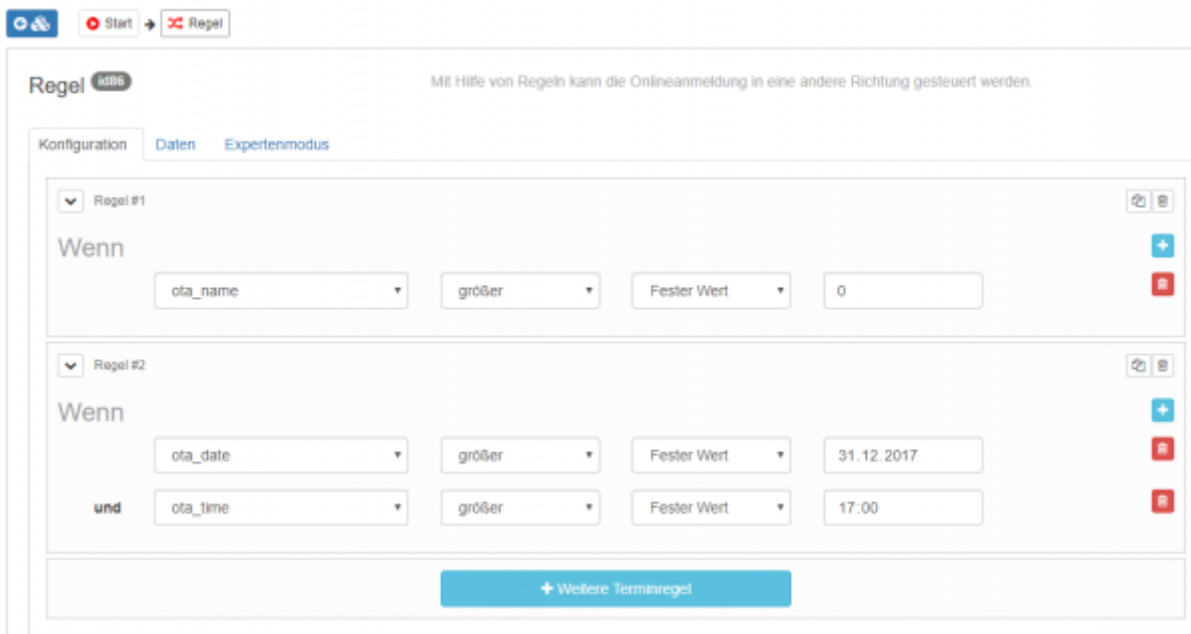 Start Regel
Regel id86 Mit Hilfe von Regeln kann die Onlineanmeldung in eine andere Richtung gesteuert werden.
Konfiguration Daten Expertenmodus
Regel #1
Wenn
ota_name größer Fester Wert 0
Regel #2
Wenn
ota_date größer Fester Wert 31.12.2017
und ota_time größer Fester Wert 17:00
Weitere Terminregel